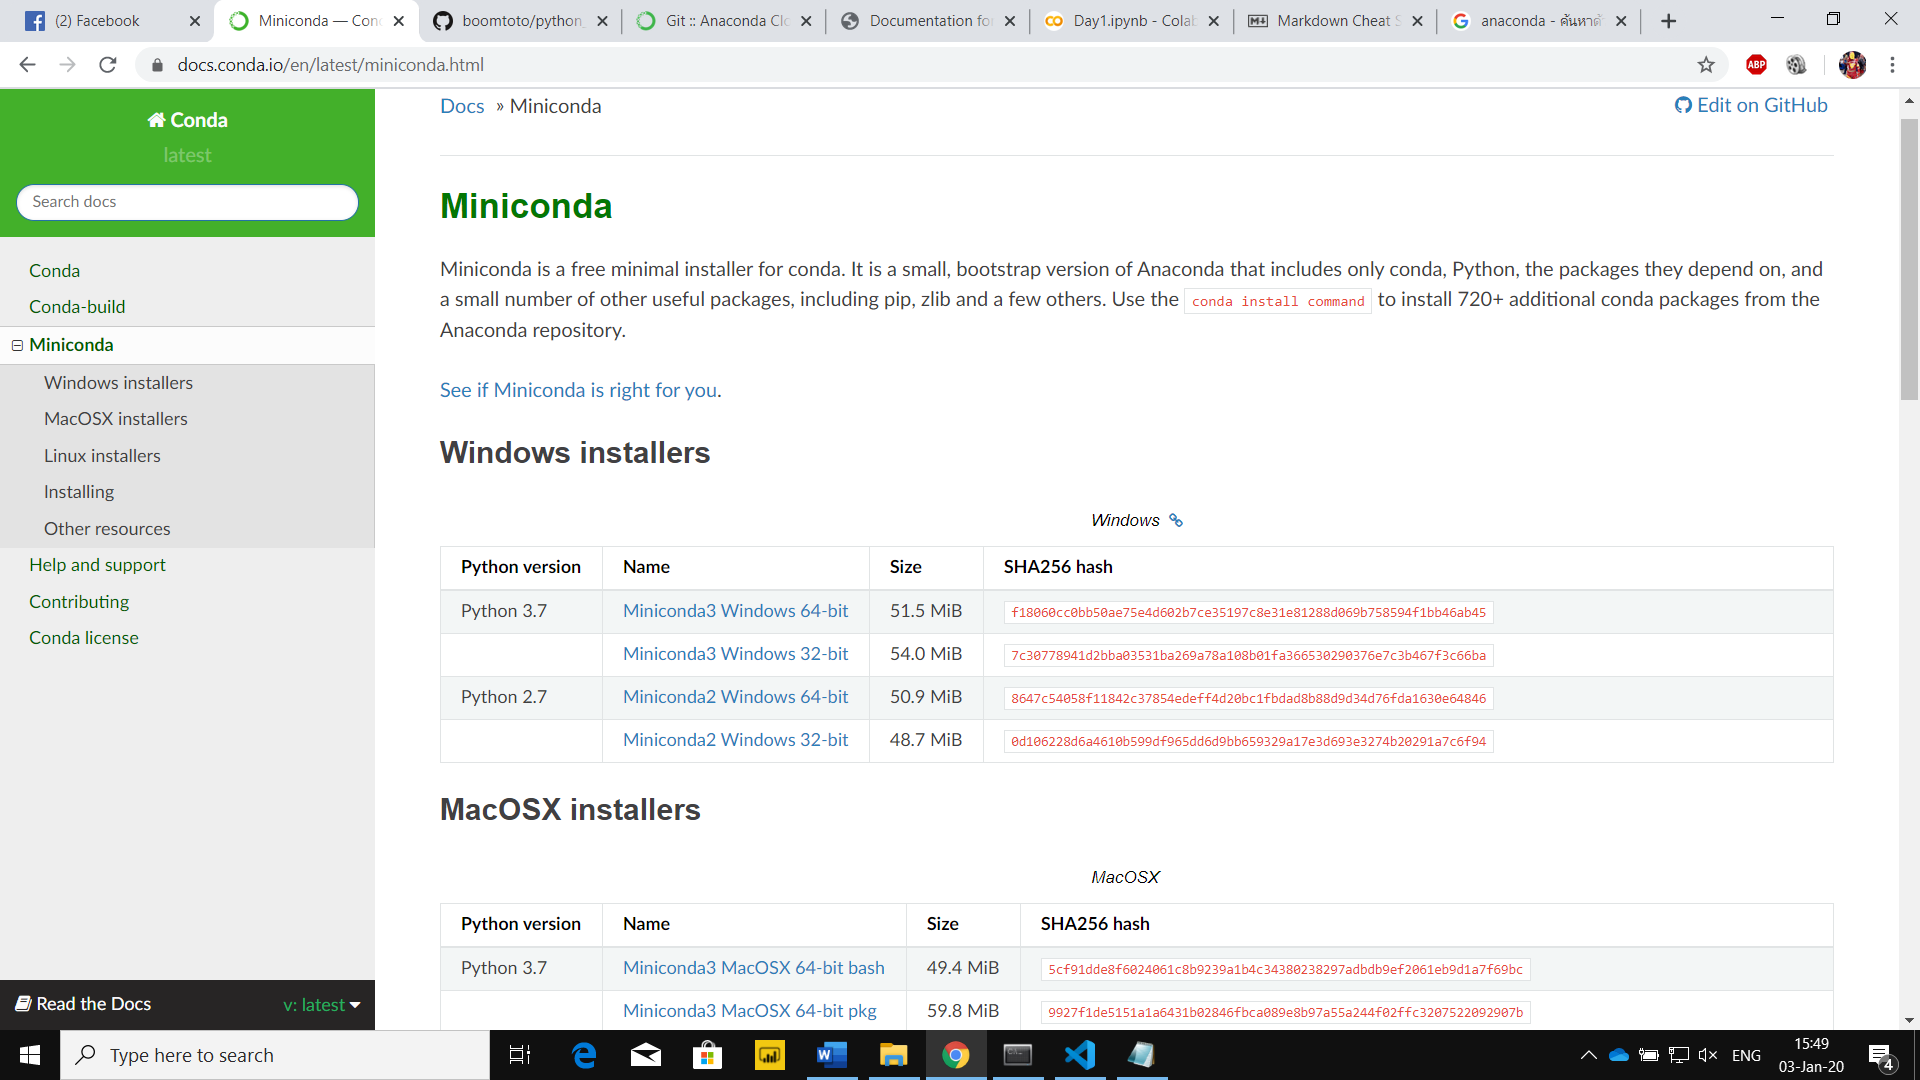 (2) Facebook
Miniconda — Con
boomtoto/python_
Git :: Anaconda Cl
Documentation fo
Day1.ipynb - Colab
Markdown Cheat S
anaconda - ค้นหาด้
docs.conda.io/en/latest/miniconda.html
ABP
Conda
latest
Search docs
Conda
Conda-build
Miniconda
Windows installers
MacOSX installers
Linux installers
Installing
Other resources
Help and support
Contributing
Conda license
Read the Docs
v: latest
Docs » Miniconda
Edit on GitHub
Miniconda
Miniconda is a free minimal installer for conda. It is a small, bootstrap version of Anaconda that includes only conda, Python, the packages they depend on, and
a small number of other useful packages, including pip, zlib and a few others. Use the conda install command to install 720+ additional conda packages from the
Anaconda repository.
See if Miniconda is right for you.
Windows installers
Windows
Python version Name Size SHA256 hash
Python 3.7 Miniconda3 Windows 64-bit 51.5 MiB f18060cc0bb50ae75e4d602b7ce35197c8e31e81288d069b758594f1bb46ab45
Miniconda3 Windows 32-bit 54.0 MiB 7c30778941d2bba03531ba269a78a108b01fa366530290376e7c3b467f3c66ba
Python 2.7 Miniconda2 Windows 64-bit 50.9 MiB 8647c54058f11842c37854edeff4d20bc1fbdad8b88d9d34d76fda1630e64846
Miniconda2 Windows 32-bit 48.7 MiB 0d106228d6a4610b599df965dd6d9bb659329a17e3d693e3274b20291a7c6f94
MacOSX installers
MacOSX
Python version Name Size SHA256 hash
Python 3.7 Miniconda3 MacOSX 64-bit bash 49.4 MiB 5cf91dde8f6024061c8b9239a1b4c34380238297adbdb9ef2061eb9d1a7f69bc
Miniconda3 MacOSX 64-bit pkg 59.8 MiB 9927f1de5151a1a6431b02846fbca089e8b97a55a244f02ffc3207522092907b
Type here to search
ENG
15:49
03-Jan-20
4